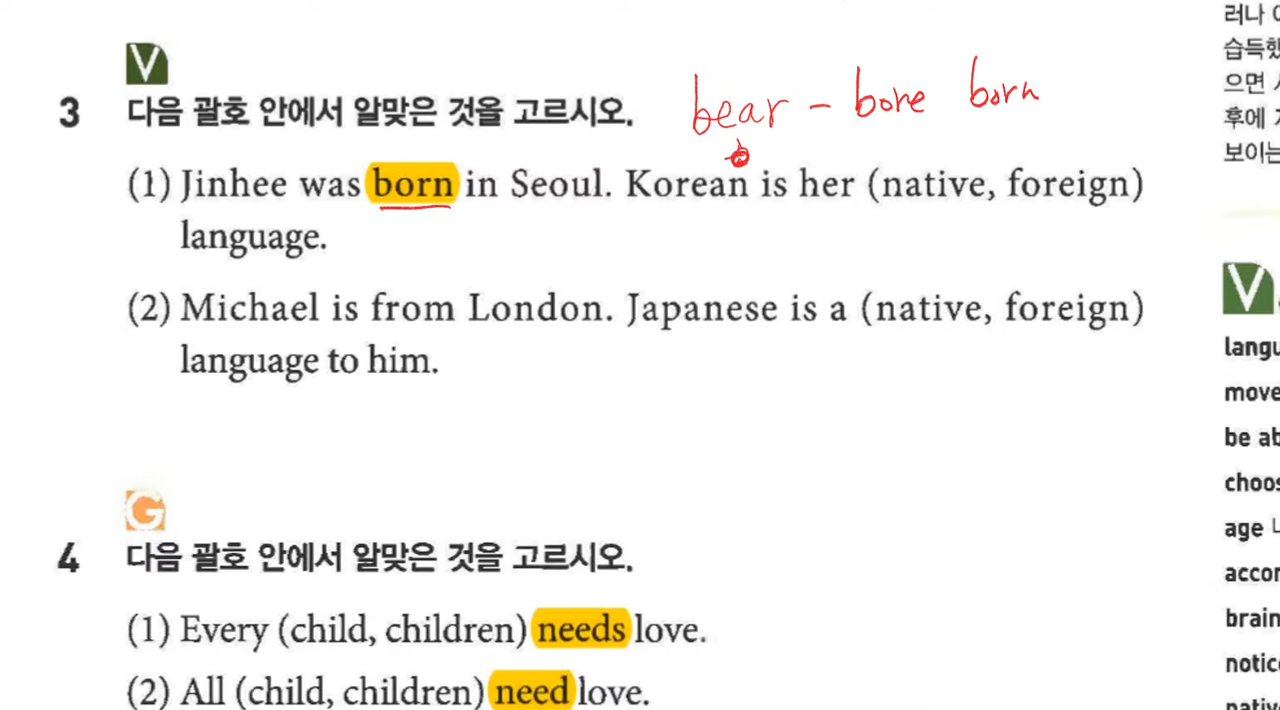 V
3 다음 괄호 안에서 알맞은 것을 고르시오.
bear - bore born
(1) Jinhee was born in Seoul. Korean is her (native, foreign)
language.
(2) Michael is from London. Japanese is a (native, foreign)
language to him.
G
4 다음 괄호 안에서 알맞은 것을 고르시오.
(1) Every (child, children) needs love.
(2) All (child, children) need love.
러나
습득했
으면
후에
보이는
V
langu
move
be ab
choos
age
accor
brain
notice